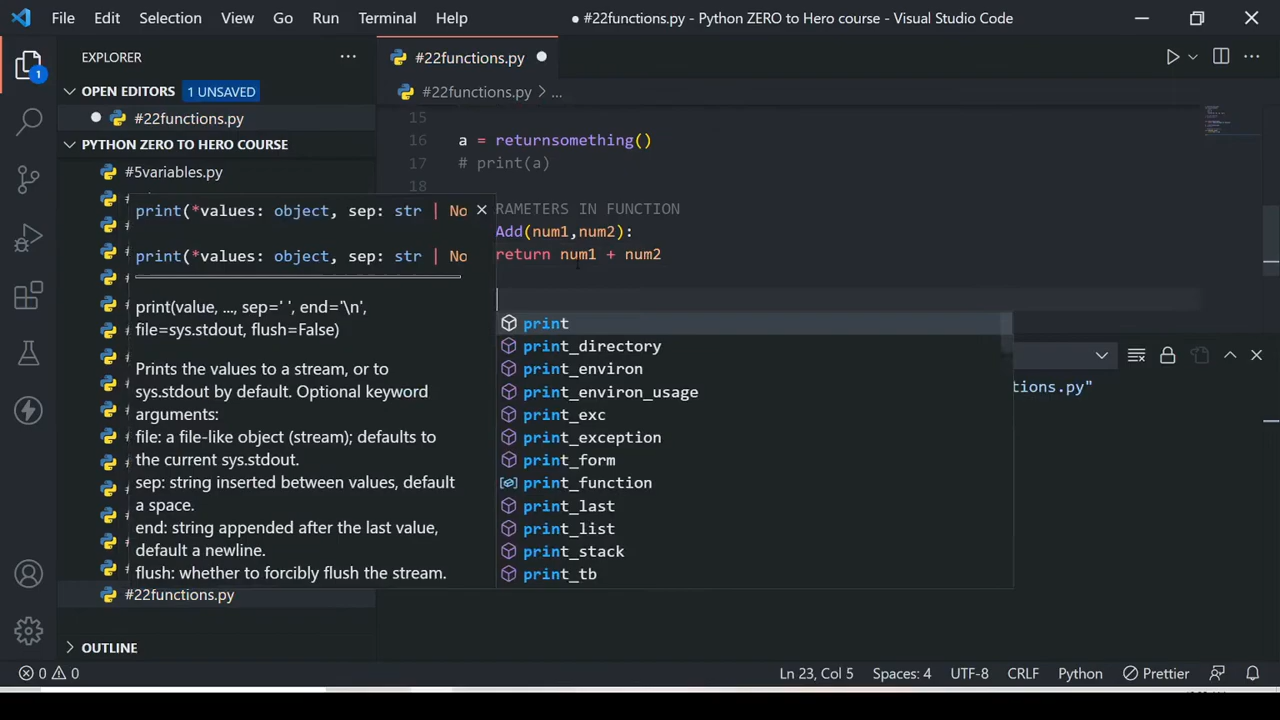 File Edit Selection View Go Run Terminal Help
#22functions.py - Python ZERO to Hero course - Visual Studio Code
EXPLORER
OPEN EDITORS 1 UNSAVED
#22functions.py
PYTHON ZERO TO HERO COURSE
#5variables.py
#22functions.py
OUTLINE
1
#22functions.py
#22functions.py > ...
15
16 a = returnsomething()
17 # print(a)
18
RAMETERS IN FUNCTION
Add(num1,num2):
return num1 + num2
print(*values: object, sep: str | No
print(*values: object, sep: str | No
print(value, ..., sep=' ', end='\n',
file=sys.stdout, flush=False)
Prints the values to a stream, or to
sys.stdout by default. Optional keyword
arguments:
file: a file-like object (stream); defaults to
the current sys.stdout.
sep: string inserted between values, default
a space.
end: string appended after the last value,
default a newline.
flush: whether to forcibly flush the stream.
print
print_directory
print_environ
print_environ_usage
print_exc
print_exception
print_form
print_function
print_last
print_list
print_stack
print_tb
ctions.py"
0 0
Ln 23, Col 5 Spaces: 4 UTF-8 CRLF Python Prettier